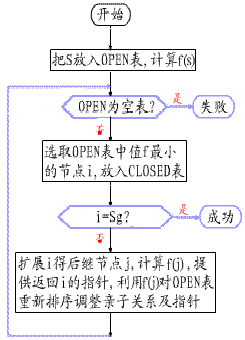 开始
把S放入OPEN表,计算f(s)
OPEN为空表?
是
失败
否
选取OPEN表中值f最小
的节点i,放入CLOSED表
i=Sg?
是
成功
否
扩展i得后继节点j,计算f(j),提
供返回i的指针,利用f(j)对OPEN表
重新排序调整亲子关系及指针